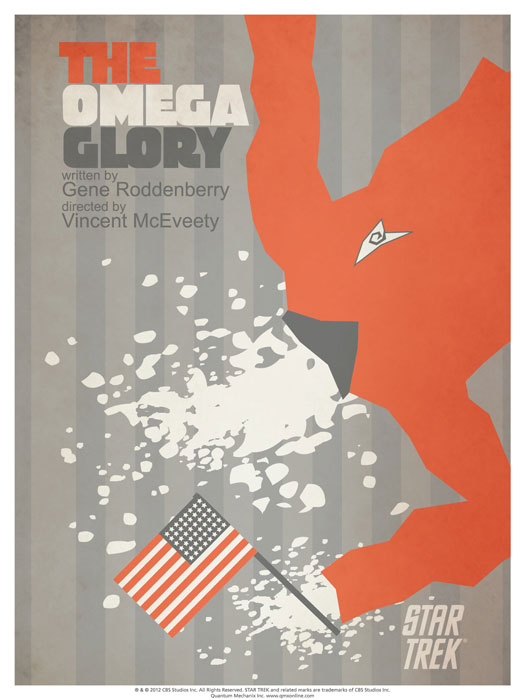 THE
OMEGA
GLORY
written by
Gene Roddenberry
directed by
Vincent McEveety
STAR
TREK
® & © 2012 CBS Studios Inc. All Rights Reserved. STAR TREK and related marks are trademarks of CBS Studios Inc.
Quantum Mechanix Inc. www.qmxonline.com